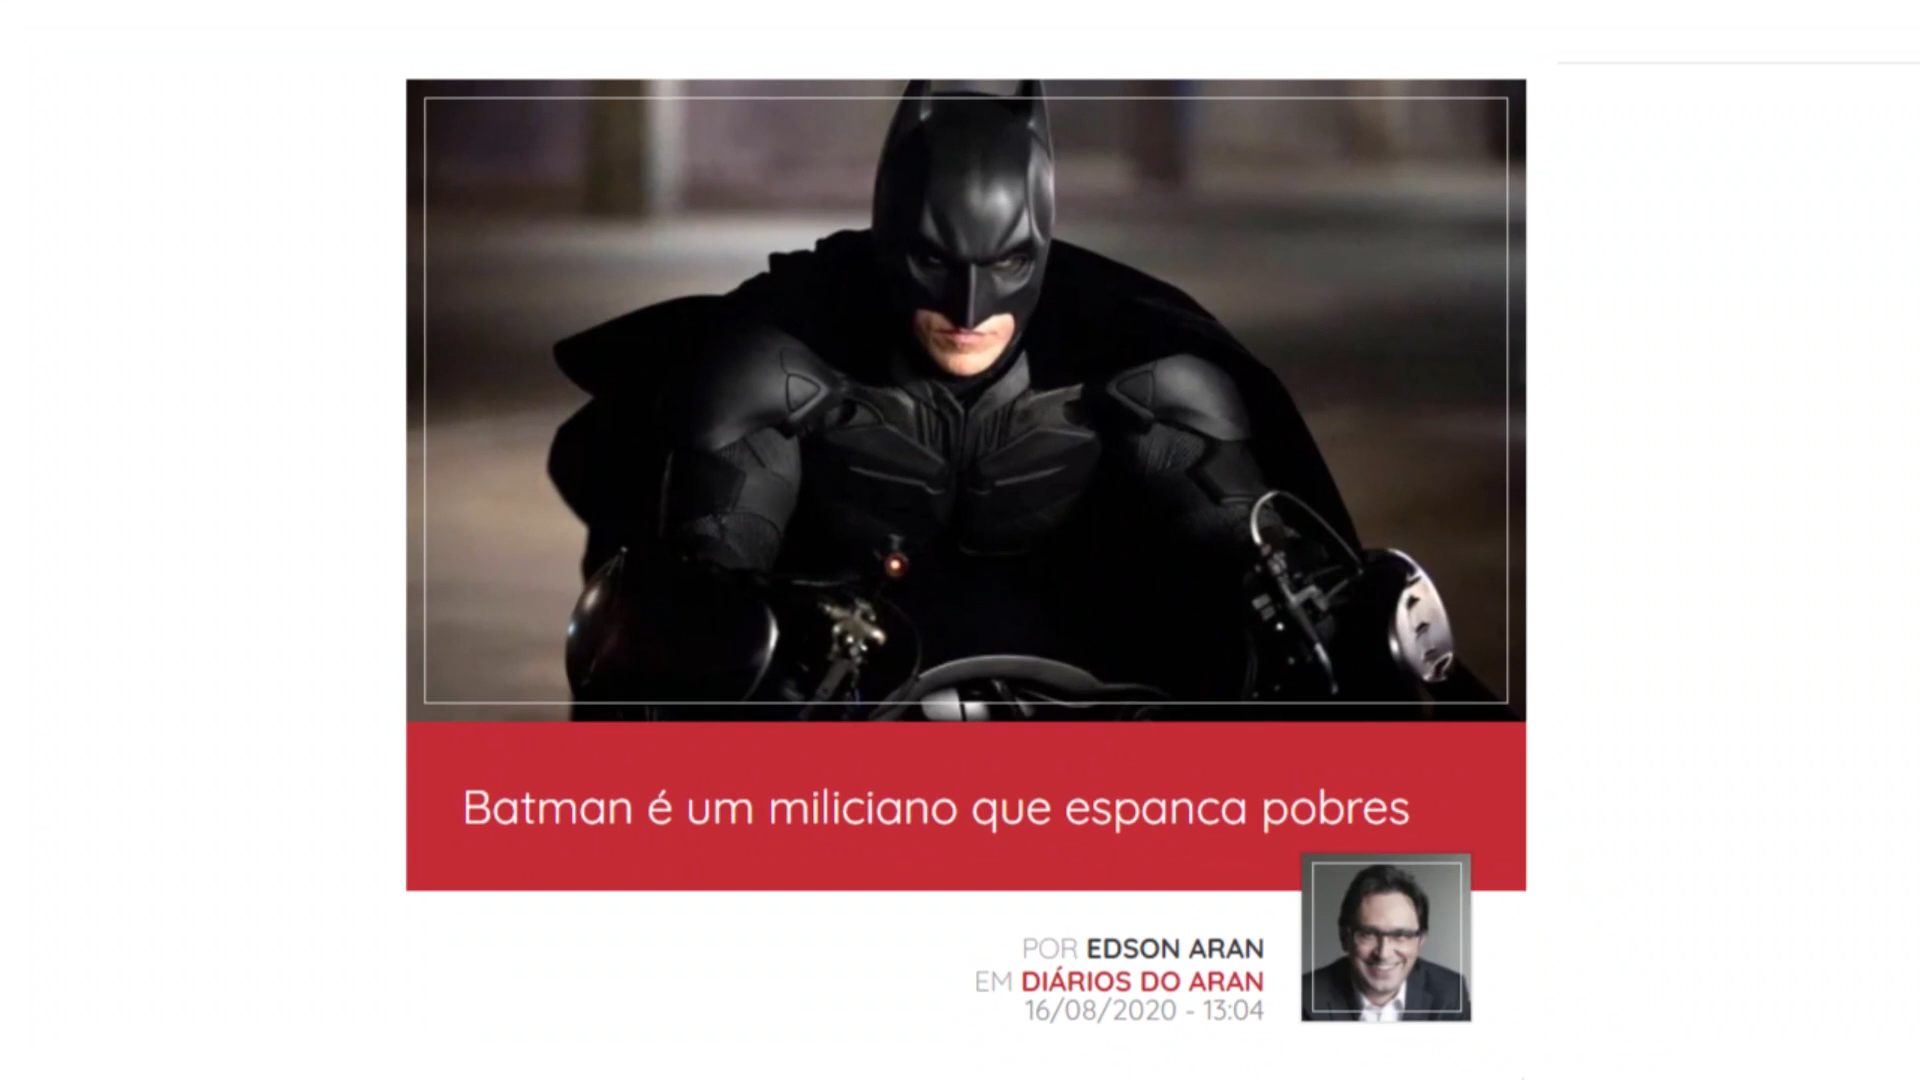 Batman é um miliciano que espanca pobres
POR EDSON ARAN
EM DIÁRIOS DO ARAN
16/08/2020 - 13:04